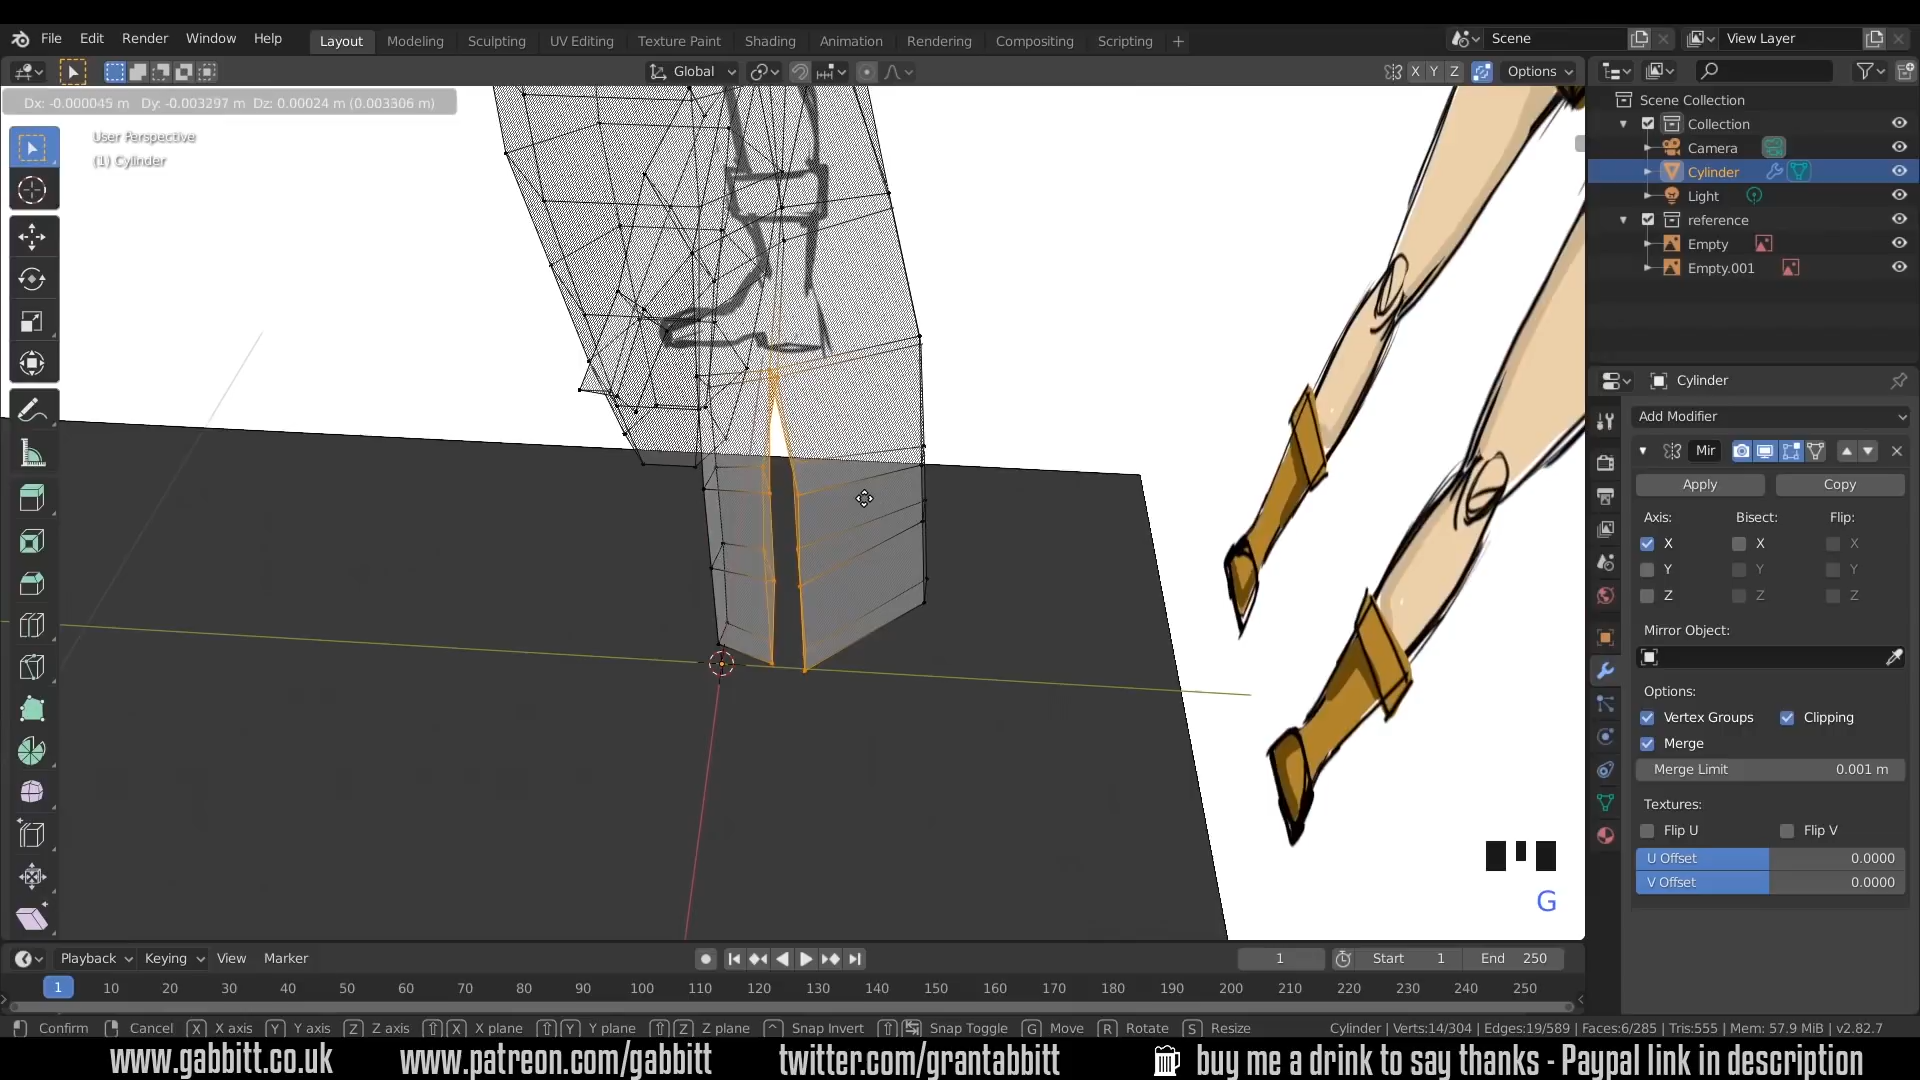 File Edit Render Window Help Layout Modeling Sculpting UV Editing Texture Paint Shading Animation Rendering Compositing Scripting + Scene View Layer
Global X Y Z Options
Dx: -0.000045 m Dy: -0.003297 m Dz: 0.00024 m (0.003306 m)
User Perspective
(1) Cylinder
Scene Collection
Collection
Camera
Cylinder
Light
reference
Empty
Empty.001
Cylinder
Add Modifier
Mir
Apply Copy
Axis: Bisect: Flip:
X X X
Y Y Y
Z Z Z
Mirror Object:
Options:
Vertex Groups Clipping
Merge
Merge Limit 0.001 m
Textures:
Flip U Flip V
U Offset 0.0000
V Offset 0.0000
G
Playback Keying View Marker 1 Start 1 End 250
1 10 20 30 40 50 60 70 80 90 100 110 120 130 140 150 160 170 180 190 200 210 220 230 240 250
Confirm Cancel X X axis Y Y axis Z Z axis X X plane Y Y plane Z Z plane ^ Snap Invert Snap Toggle G Move R Rotate S Resize Cylinder | Verts:14/304 | Edges:19/589 | Faces:6/285 | Tris:555 | Mem: 57.9 MiB | v2.82.7
www.gabbitt.co.uk www.patreon.com/gabbitt twitter.com/grantabbitt buy me a drink to say thanks - Paypal link in description